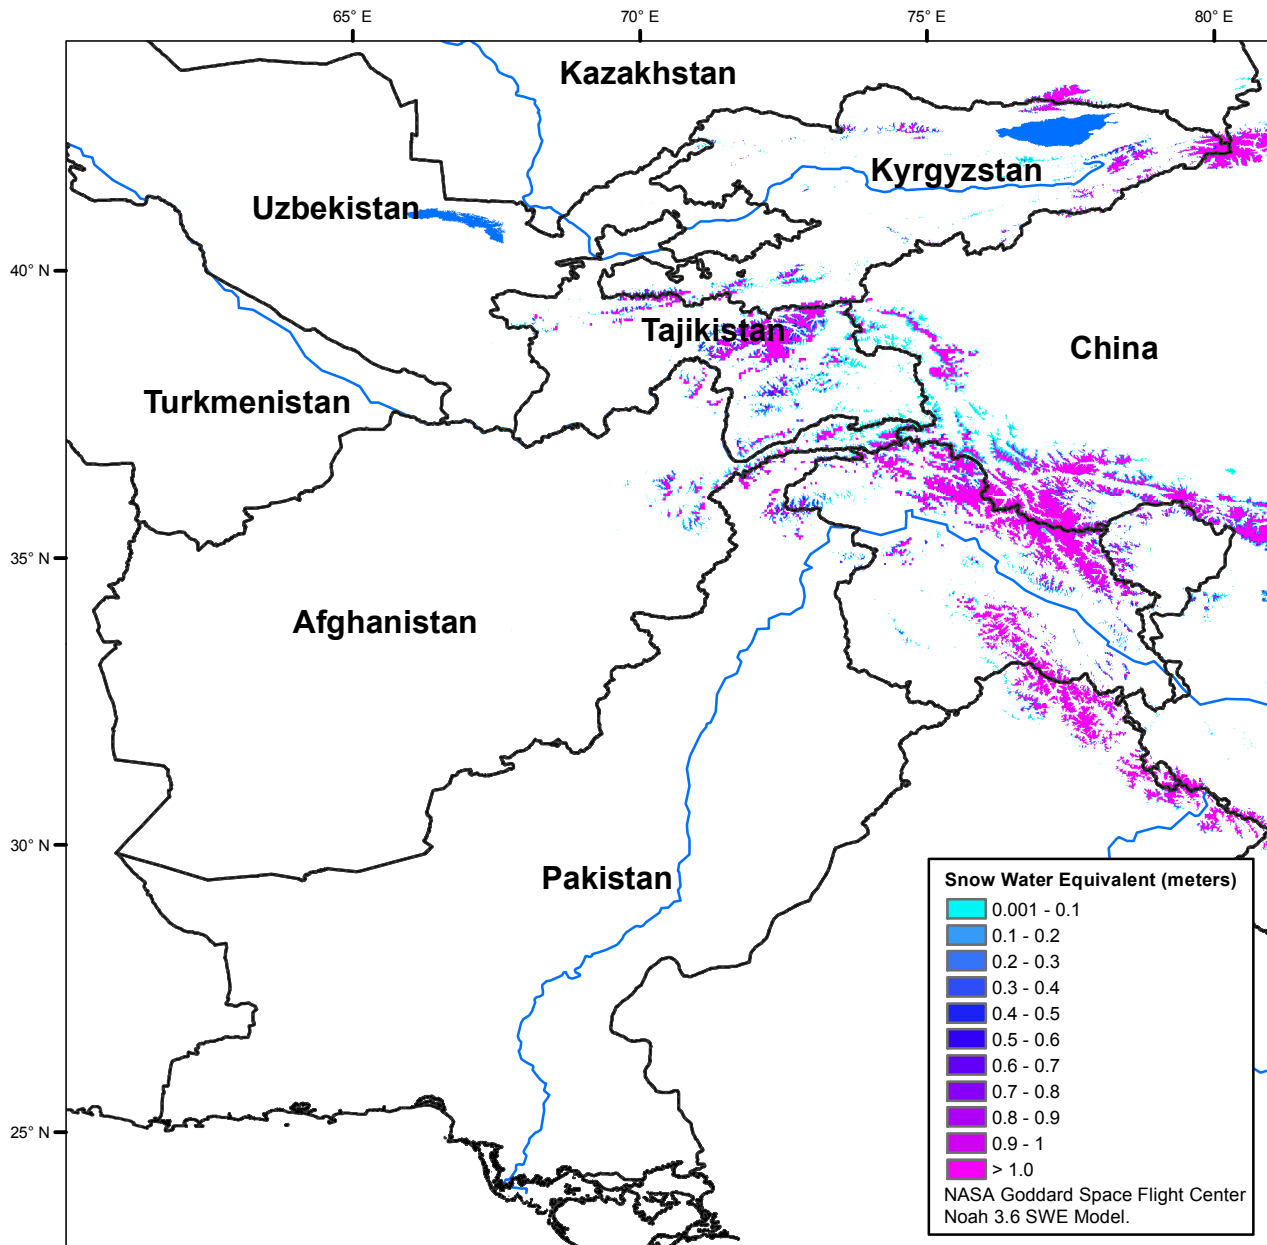 65° E
70° E
75° E
80° E
Kazakhstan
Kyrgyzstan
Uzbekistan
40° N
Tajikistan
China
Turkmenistan
35° N
Afghanistan
30° N
Pakistan
25° N
Snow Water Equivalent (meters)
0.001 - 0.1
0.1 - 0.2
0.2 - 0.3
0.3 - 0.4
0.4 - 0.5
0.5 - 0.6
0.6 - 0.7
0.7 - 0.8
0.8 - 0.9
0.9 - 1
> 1.0
NASA Goddard Space Flight Center
Noah 3.6 SWE Model.